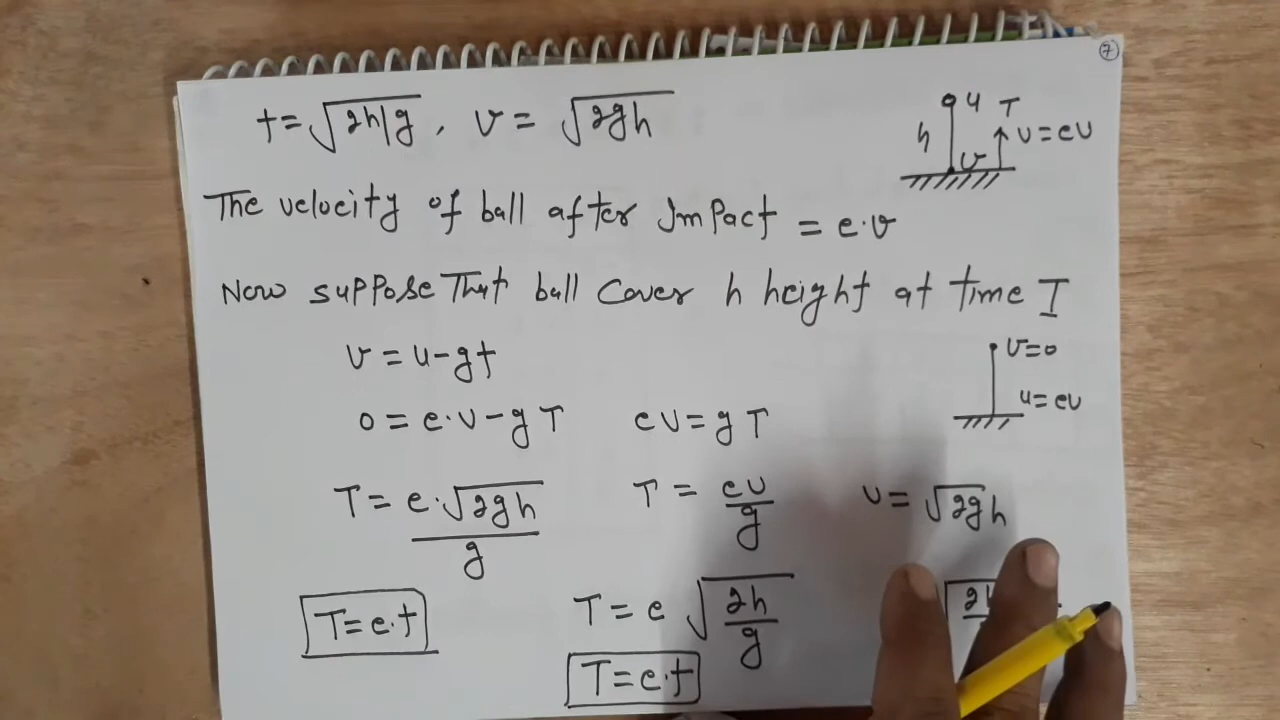 7
t=√2h/g, v=√2gh
h u T v=ev
v
The velocity of ball after Impact = e.v
Now suppose That ball Cover h height at time T
v=u-gt
v=0
0=e.v-gT ev=gT
u=ev
T=e.√2gh/g T=ev/g v=√2gh
T=e.t T=e√2h/g
T=e.t